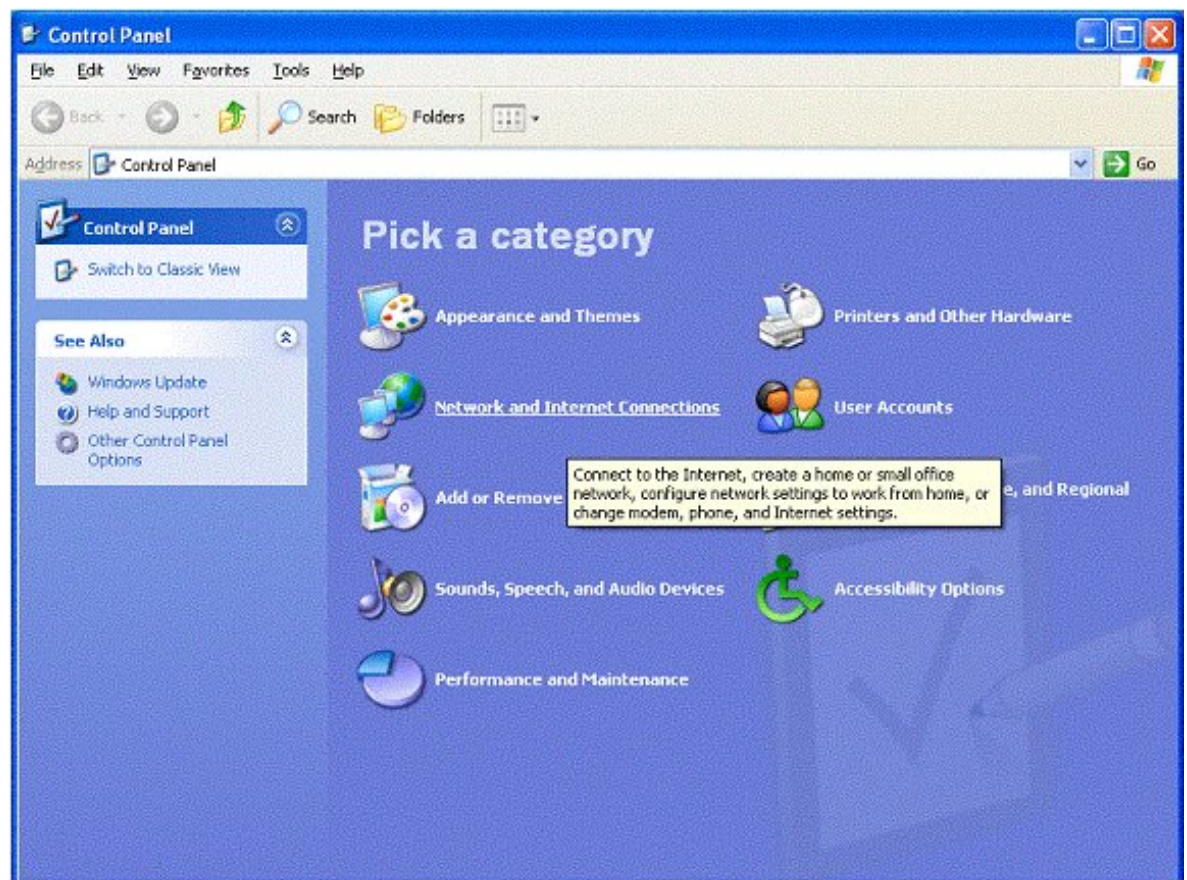 Control Panel
File Edit View Favorites Tools Help
Back Search Folders
Address Control Panel Go
Control Panel
Switch to Classic View
See Also
Windows Update
Help and Support
Other Control Panel
Options
Pick a category
Appearance and Themes
Printers and Other Hardware
Network and Internet Connections
User Accounts
Connect to the Internet, create a home or small office
network, configure network settings to work from home, or
change modem, phone, and Internet settings.
Add or Remove
, and Regional
Sounds, Speech, and Audio Devices
Accessibility Options
Performance and Maintenance